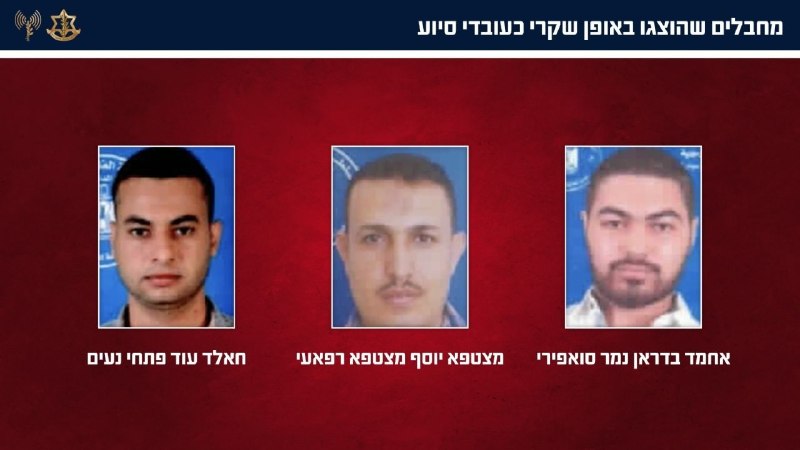 מחבלים שהוצגו באופן שקרי כעובדי סיוע
אחמד בדראן נמר סואפירי
מצטפא יוסף מצטפא רפאעי
חאלד עוד פתחי נעים